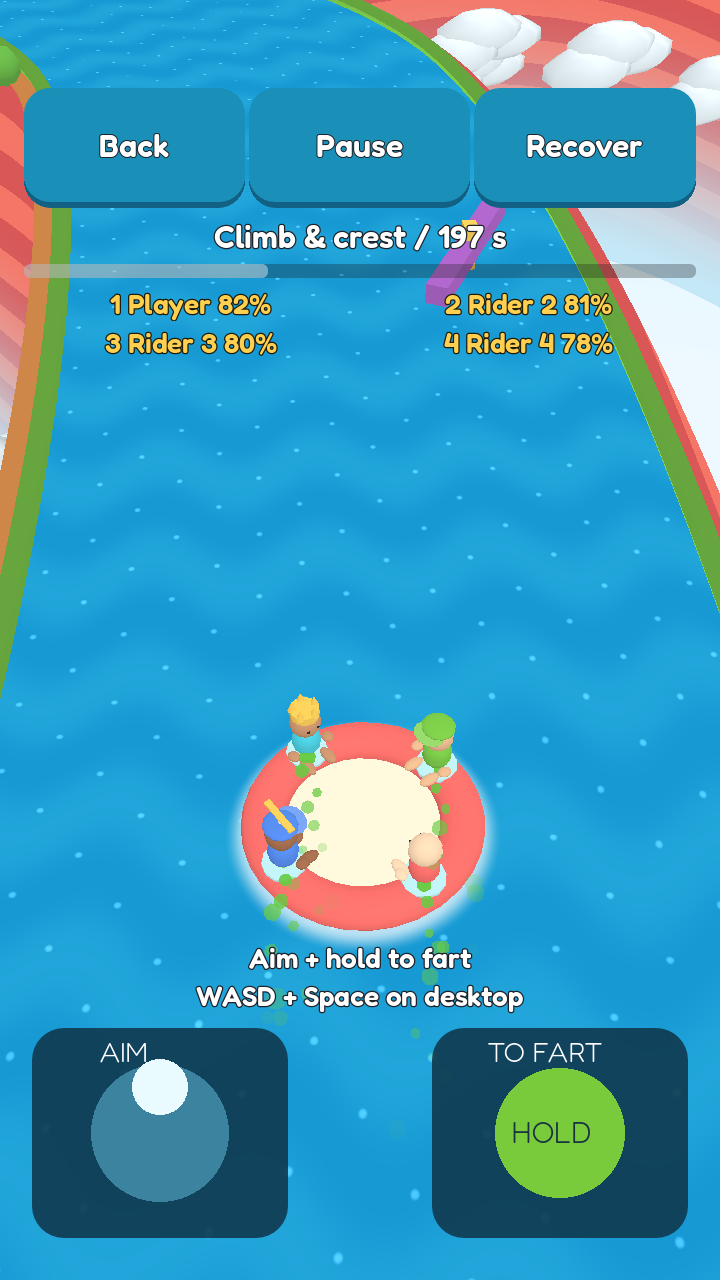 Back Pause Recover
Climb & crest / 197 s
1 Player 82% 2 Rider 2 81%
3 Rider 3 80% 4 Rider 4 78%
Aim + hold to fart
WASD + Space on desktop
AIM TO FART
HOLD